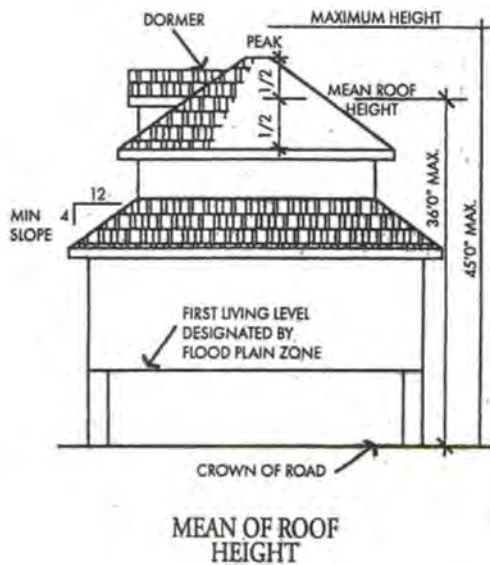 DORMER
MAXIMUM HEIGHT
PEAK
1/2
MEAN ROOF
HEIGHT
1/2
12
4
MIN
SLOPE
36'0" MAX.
45'0" MAX.
FIRST LIVING LEVEL
DESIGNATED BY
FLOOD PLAIN ZONE
CROWN OF ROAD
MEAN OF ROOF
HEIGHT